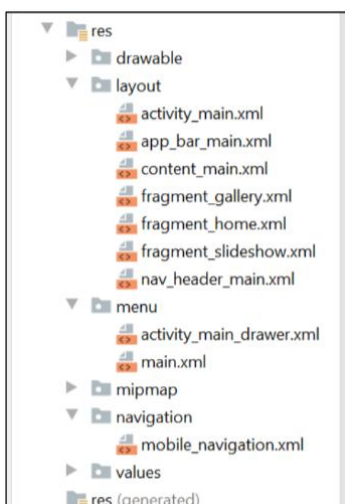 res
drawable
layout
activity_main.xml
app_bar_main.xml
content_main.xml
fragment_gallery.xml
fragment_home.xml
fragment_slideshow.xml
nav_header_main.xml
menu
activity_main_drawer.xml
main.xml
mipmap
navigation
mobile_navigation.xml
values
res (generated)